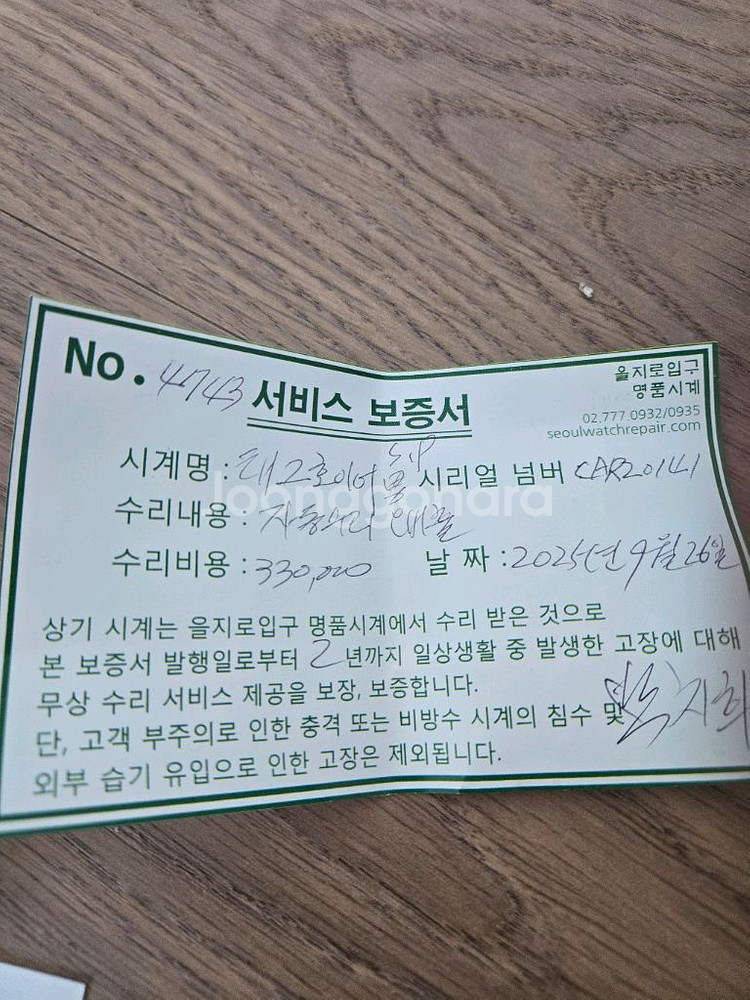 No. 4743 서비스 보증서
을지로입구
명품시계
02.777.0932/0935
seoulwatchrepair.com
시계명 : 태그호이어 시리얼 넘버 CAR20141
수리내용 :
수리비용 : 330,000 날 짜 : 2025년 9월 26일
상기 시계는 을지로입구 명품시계에서 수리 받은 것으로
본 보증서 발행일로부터 2 년까지 일상생활 중 발생한 고장에 대해
무상 수리 서비스 제공을 보장, 보증합니다.
단, 고객 부주의로 인한 충격 또는 비방수 시계의 침수 및
외부 습기 유입으로 인한 고장은 제외됩니다.
joonggonara